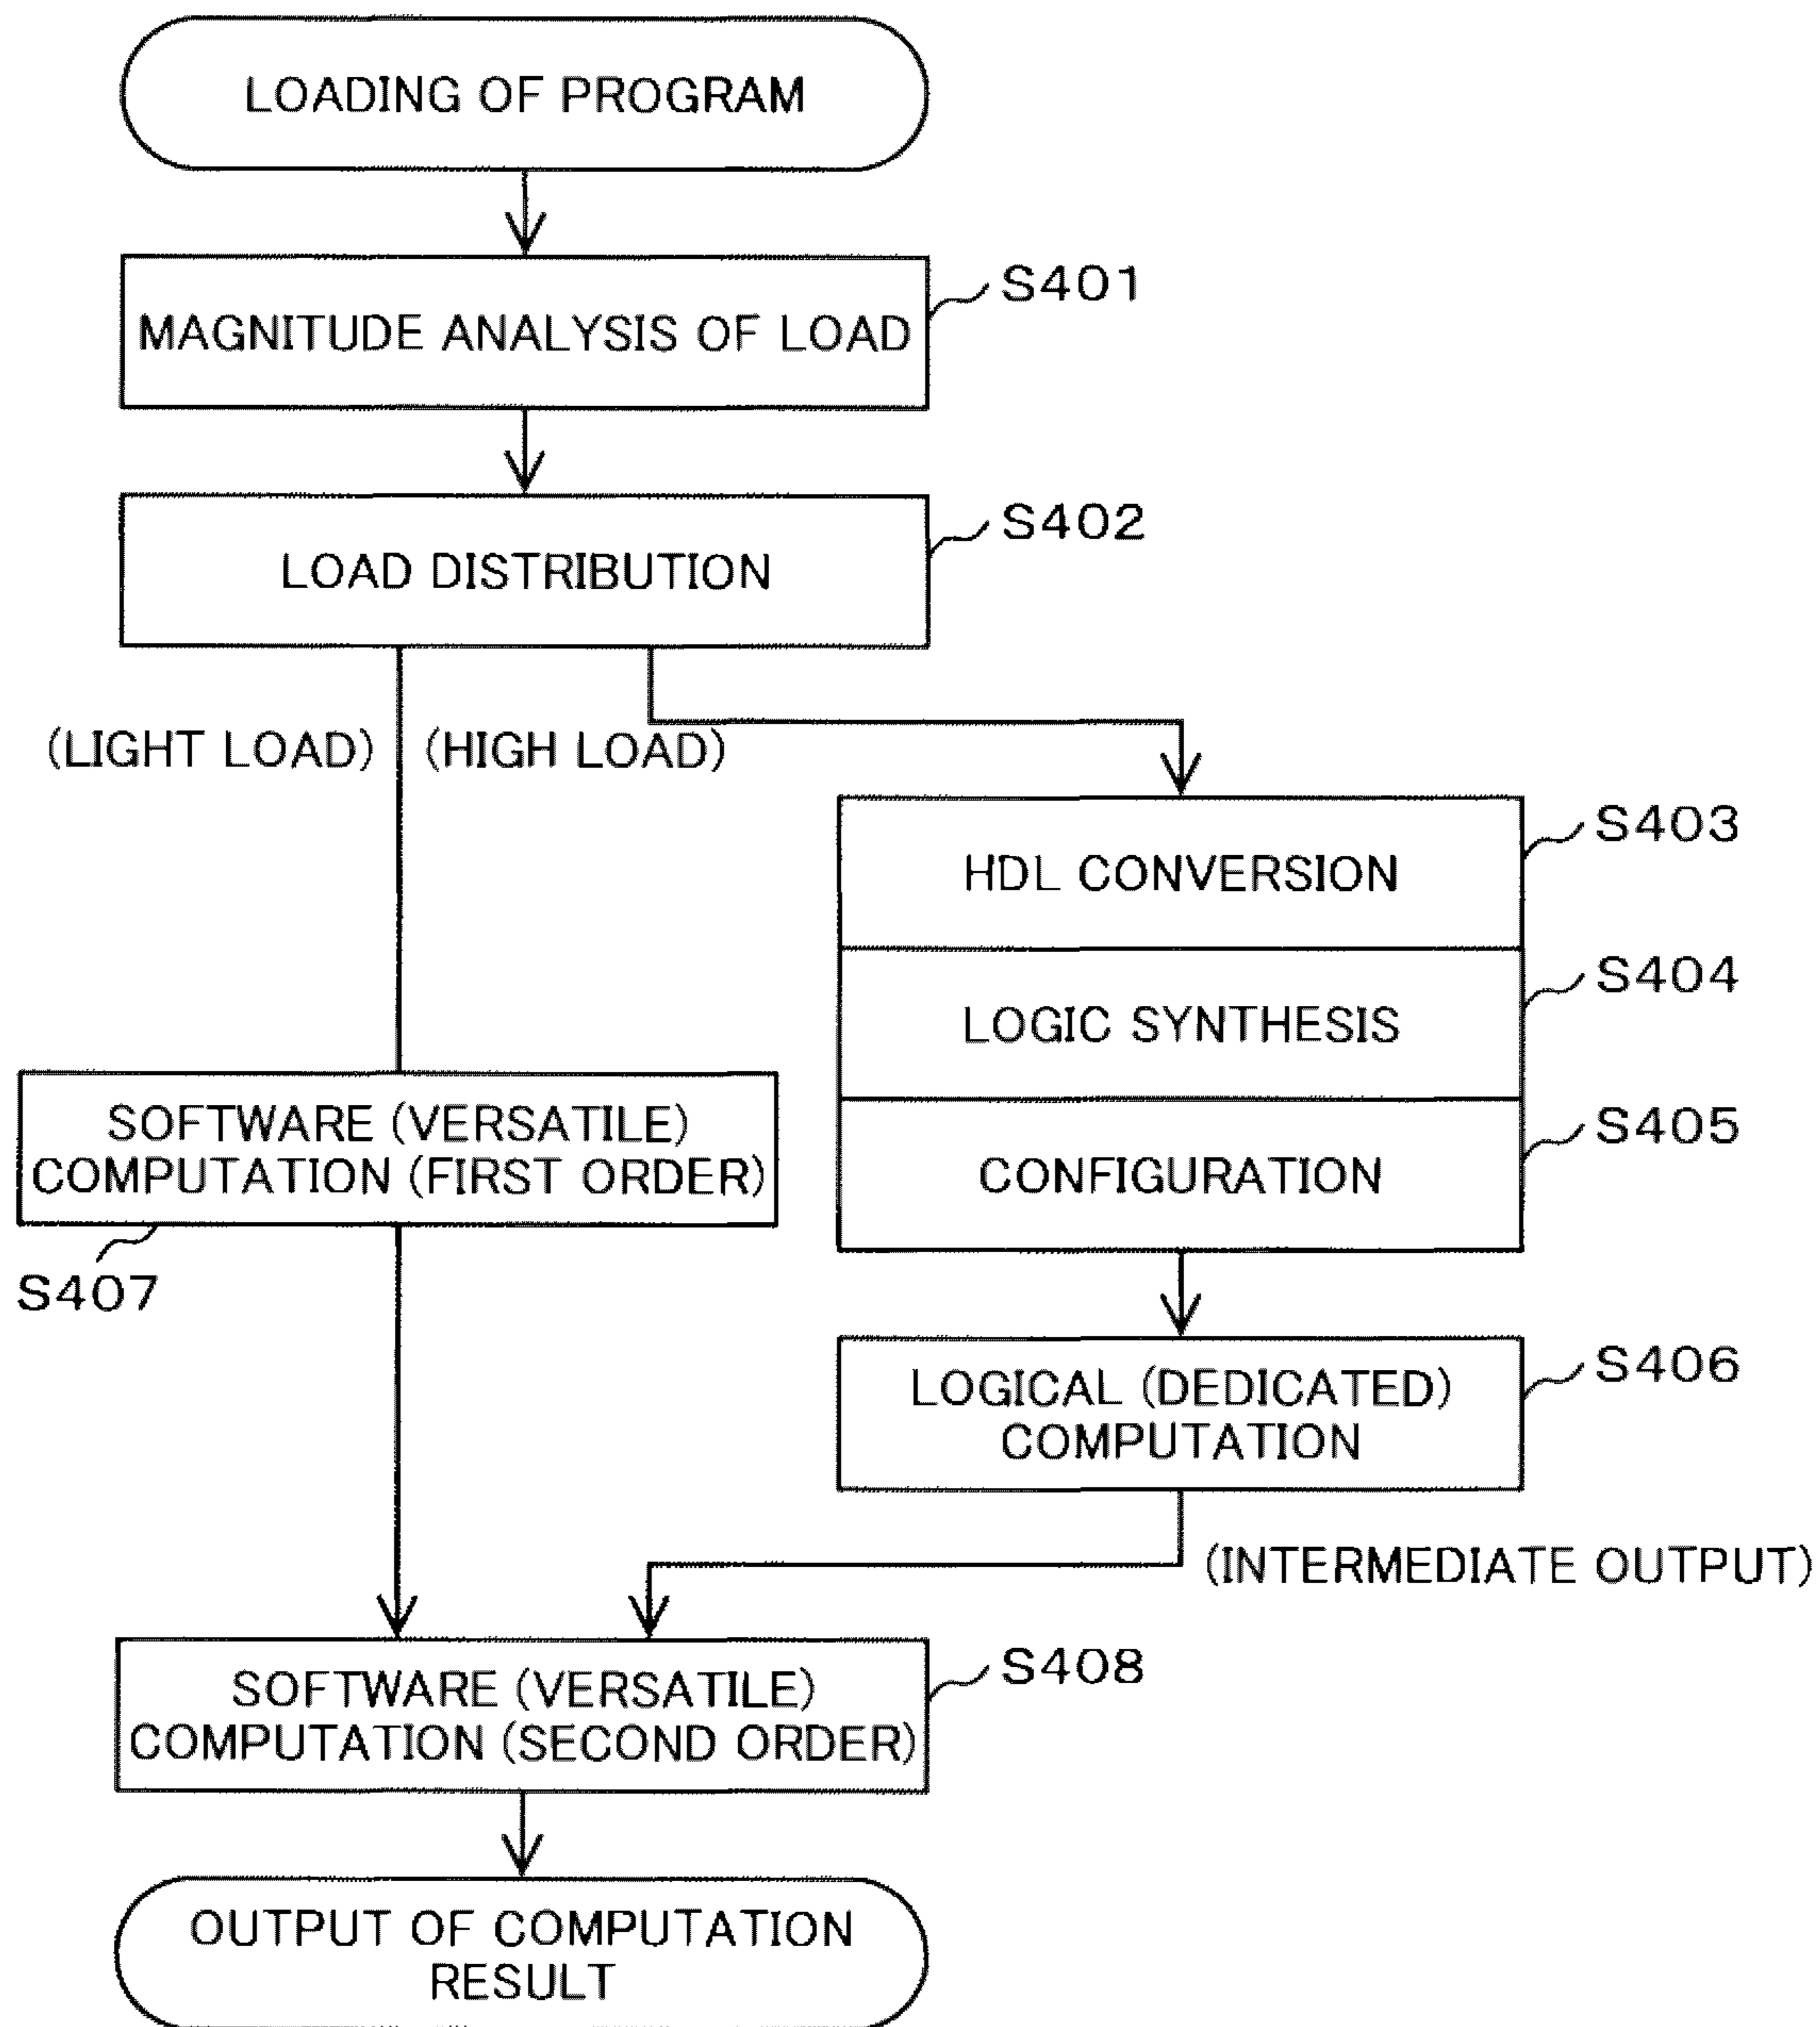 LOADING OF PROGRAM
S401
MAGNITUDE ANALYSIS OF LOAD
S402
LOAD DISTRIBUTION
(LIGHT LOAD)
(HIGH LOAD)
S403
HDL CONVERSION
S404
LOGIC SYNTHESIS
S405
CONFIGURATION
SOFTWARE (VERSATILE)
COMPUTATION (FIRST ORDER)
S407
S406
LOGICAL (DEDICATED)
COMPUTATION
(INTERMEDIATE OUTPUT)
S408
SOFTWARE (VERSATILE)
COMPUTATION (SECOND ORDER)
OUTPUT OF COMPUTATION
RESULT